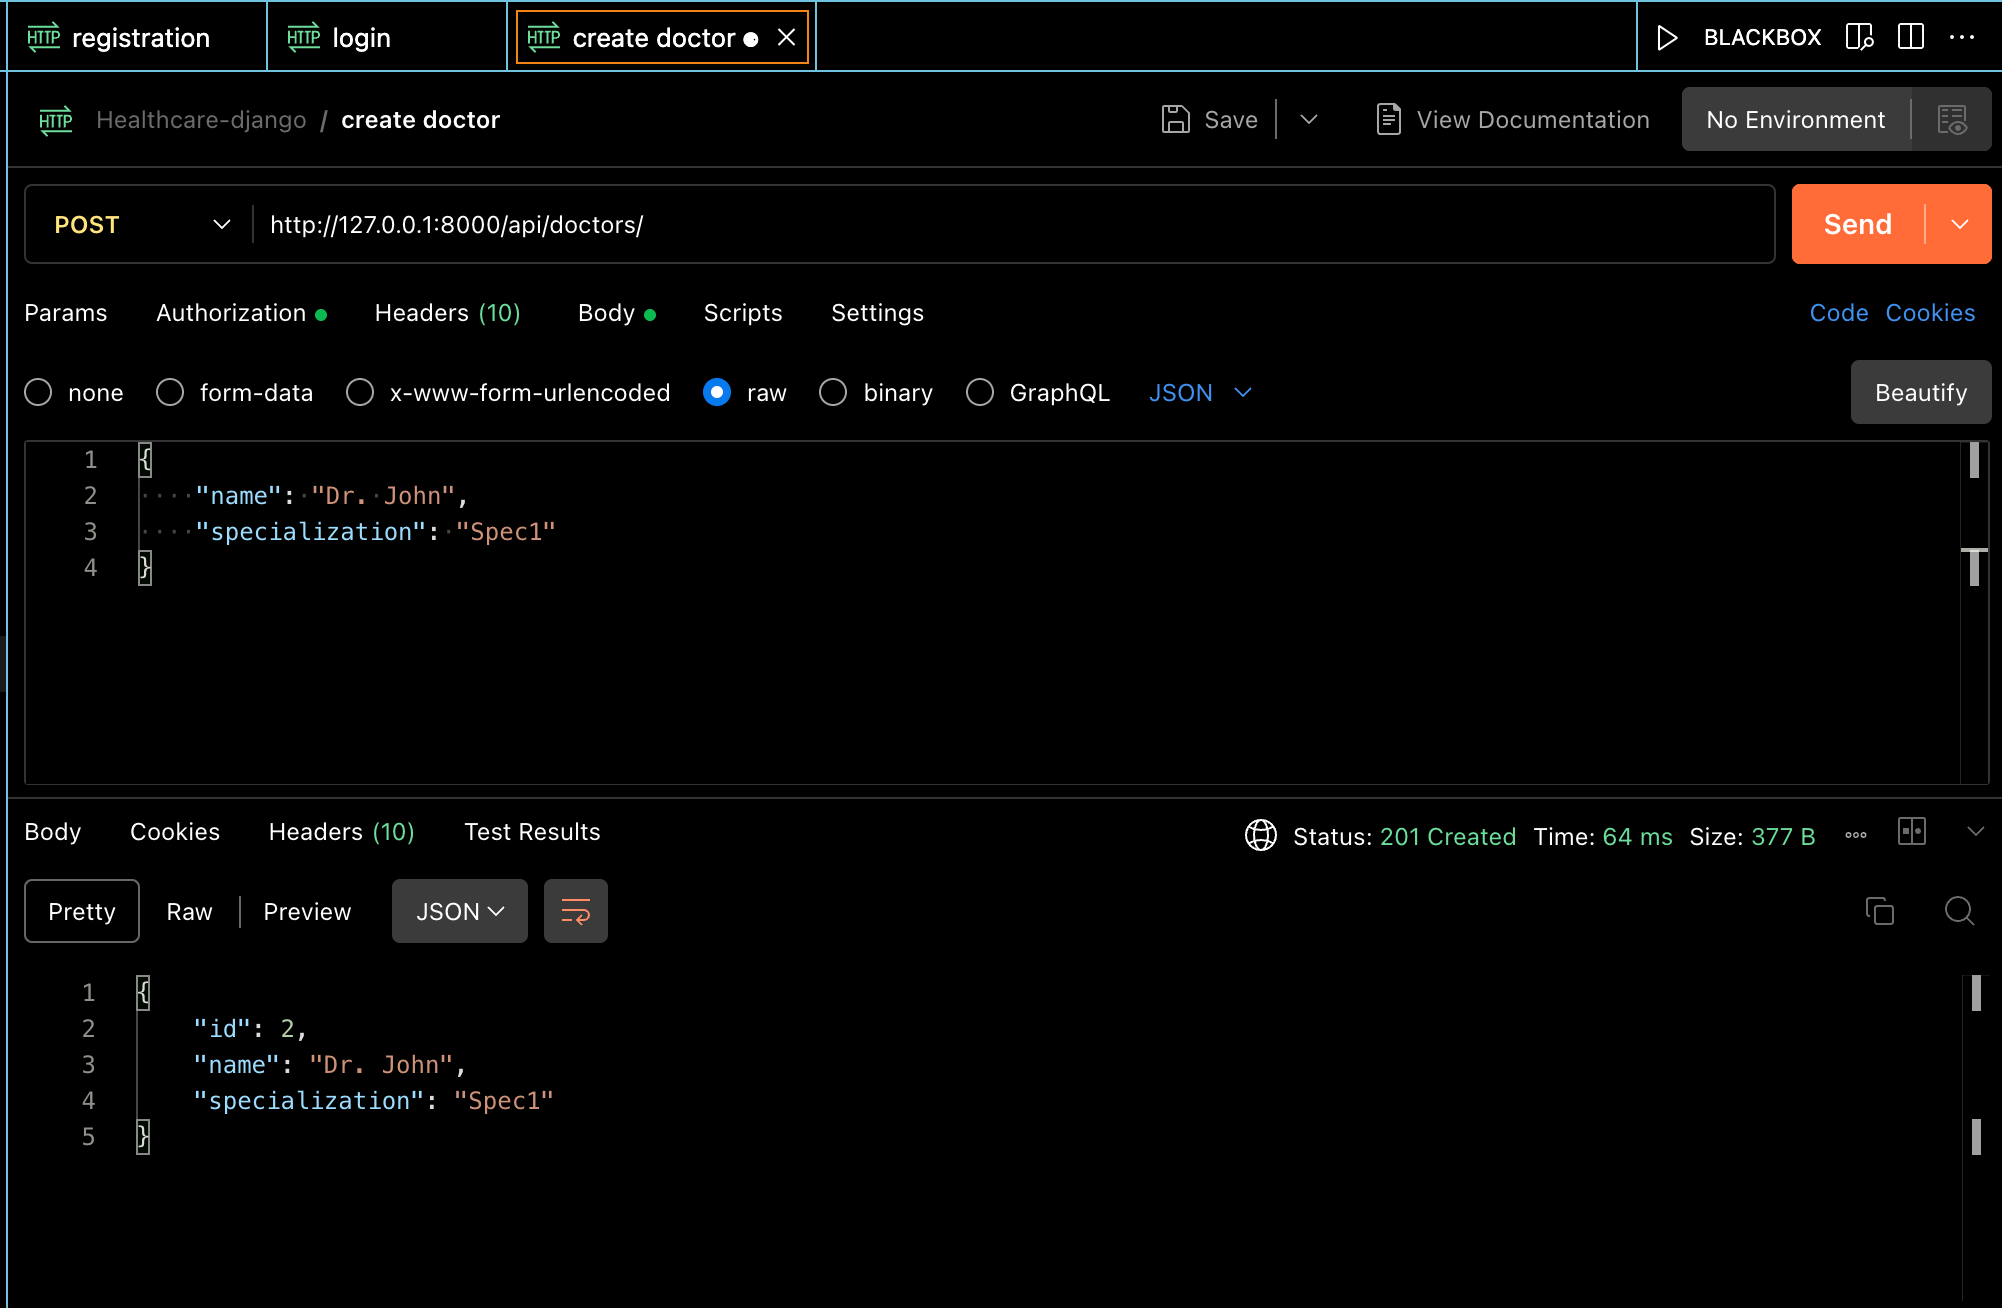 HTTP registration HTTP login HTTP create doctor BLACKBOX
HTTP Healthcare-django / create doctor Save View Documentation No Environment
POST http://127.0.0.1:8000/api/doctors/ Send
Params Authorization Headers (10) Body Scripts Settings Code Cookies
none form-data x-www-form-urlencoded raw binary GraphQL JSON Beautify
1 {
2 ····"name":·"Dr.·John",
3 ····"specialization":·"Spec1"
4 }
Body Cookies Headers (10) Test Results Status: 201 Created Time: 64 ms Size: 377 B
Pretty Raw Preview JSON
1 {
2 "id": 2,
3 "name": "Dr. John",
4 "specialization": "Spec1"
5 }